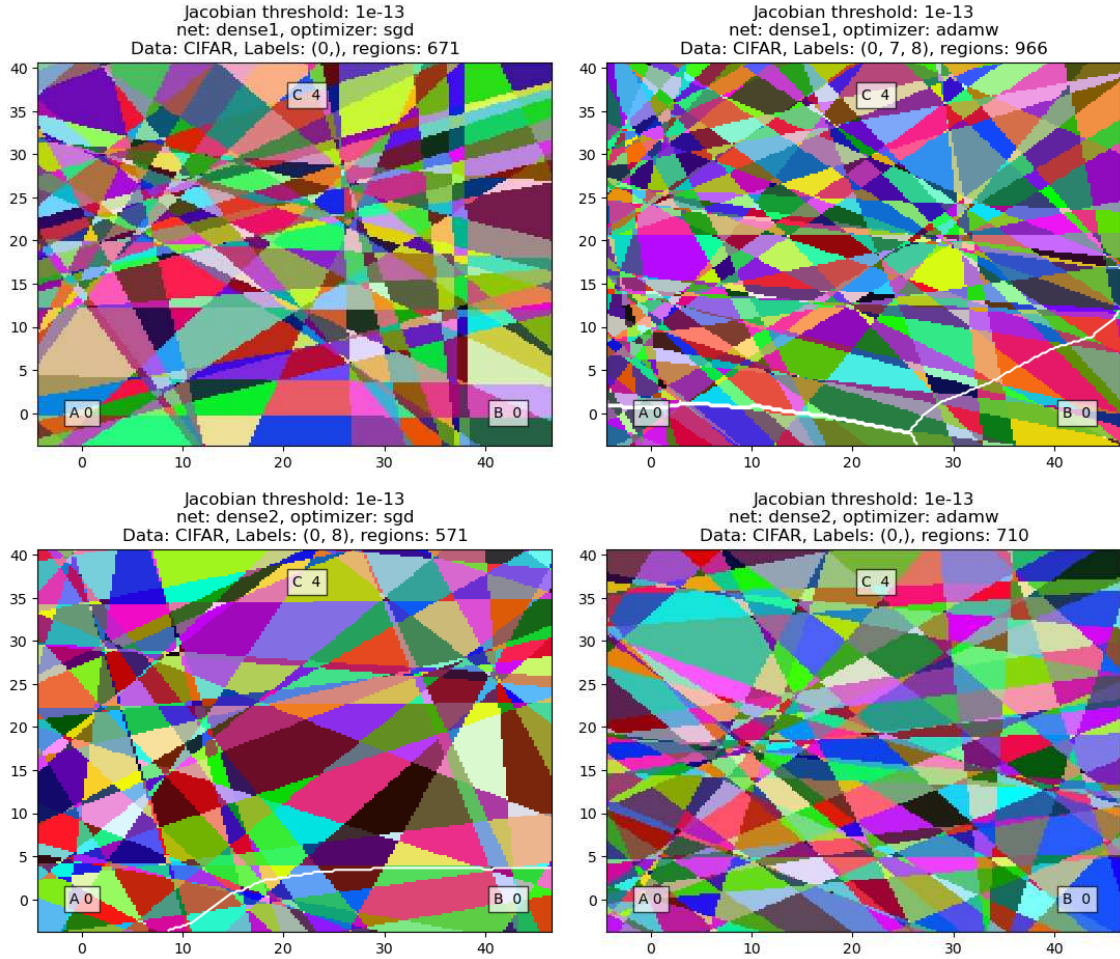 Jacobian threshold: 1e-13
net: dense1, optimizer: sgd
Data: CIFAR, Labels: (0,), regions: 671
40
35
30
25
20
15
10
5
0
C 4
A 0
B 0
0 10 20 30 40
Jacobian threshold: 1e-13
net: dense1, optimizer: adamw
Data: CIFAR, Labels: (0, 7, 8), regions: 966
40
35
30
25
20
15
10
5
0
C 4
A 0
B 0
0 10 20 30 40
Jacobian threshold: 1e-13
net: dense2, optimizer: sgd
Data: CIFAR, Labels: (0, 8), regions: 571
40
35
30
25
20
15
10
5
0
C 4
A 0
B 0
0 10 20 30 40
Jacobian threshold: 1e-13
net: dense2, optimizer: adamw
Data: CIFAR, Labels: (0,), regions: 710
40
35
30
25
20
15
10
5
0
C 4
A 0
B 0
0 10 20 30 40